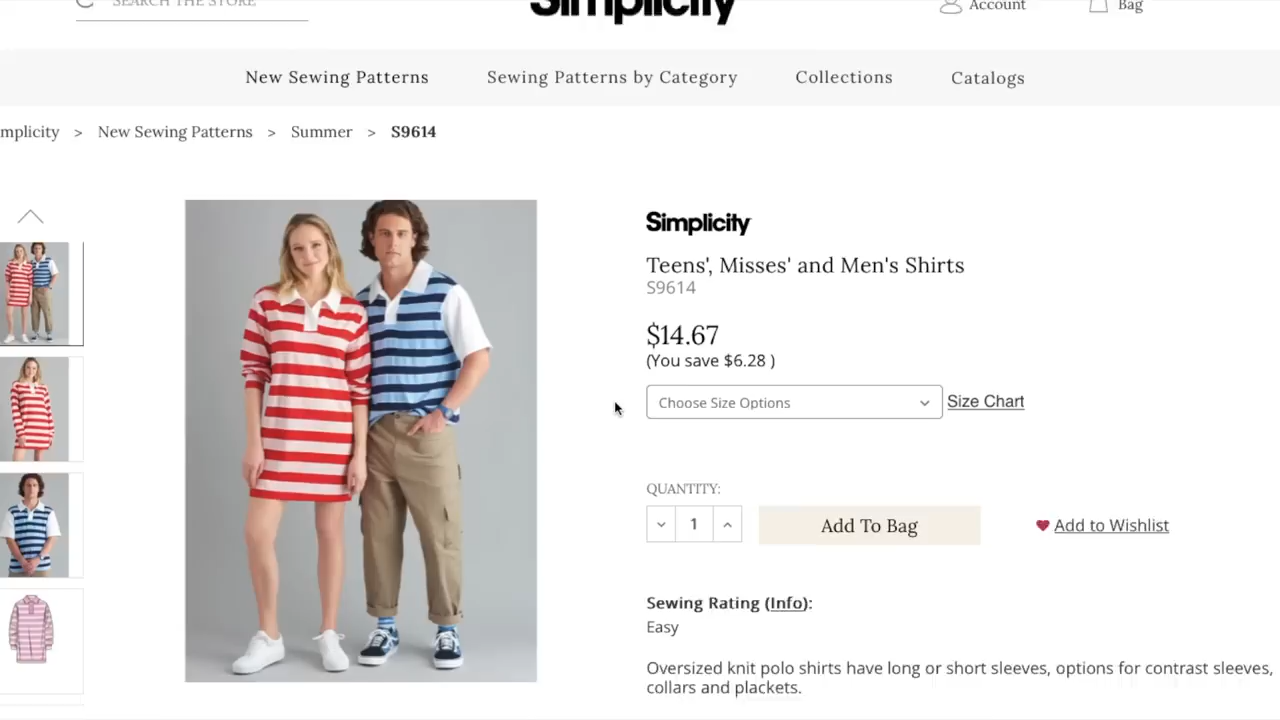 SEARCH THE STORE
Simplicity
Account
Bag
New Sewing Patterns
Sewing Patterns by Category
Collections
Catalogs
mplicity > New Sewing Patterns > Summer > S9614
Simplicity
Teens', Misses' and Men's Shirts
S9614
$14.67
(You save $6.28 )
Choose Size Options
Size Chart
QUANTITY:
1
Add To Bag
Add to Wishlist
Sewing Rating (Info):
Easy
Oversized knit polo shirts have long or short sleeves, options for contrast sleeves,
collars and plackets.